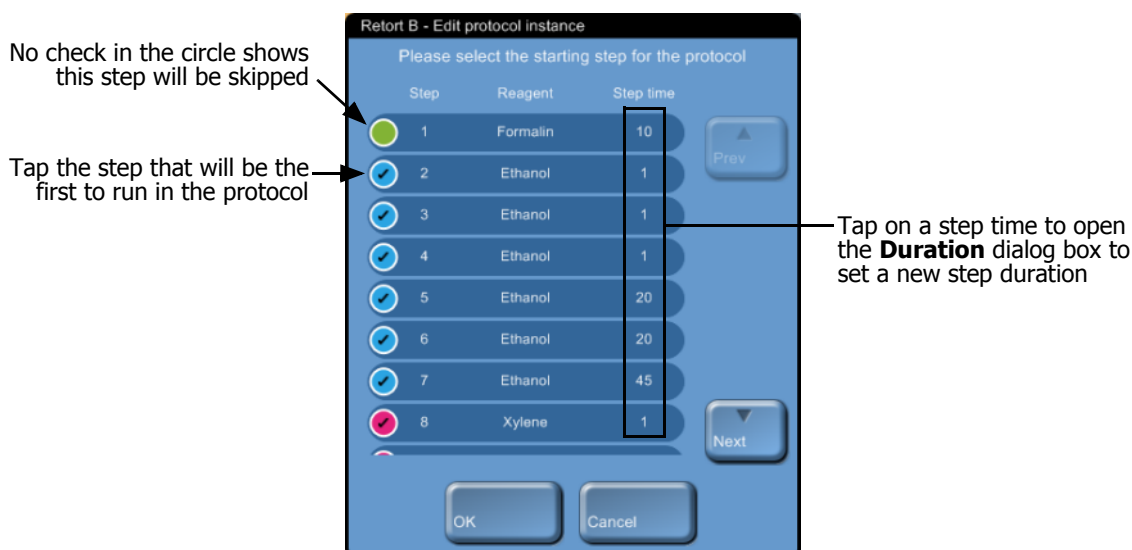 Retort B - Edit protocol instance
No check in the circle shows
this step will be skipped
Please select the starting step for the protocol
Step Reagent Step time
1 Formalin 10
Prev
Tap the step that will be the
first to run in the protocol
2 Ethanol 1
3 Ethanol 1
Tap on a step time to open
the Duration dialog box to
set a new step duration
4 Ethanol 1
5 Ethanol 20
6 Ethanol 20
7 Ethanol 45
8 Xylene 1
Next
OK Cancel